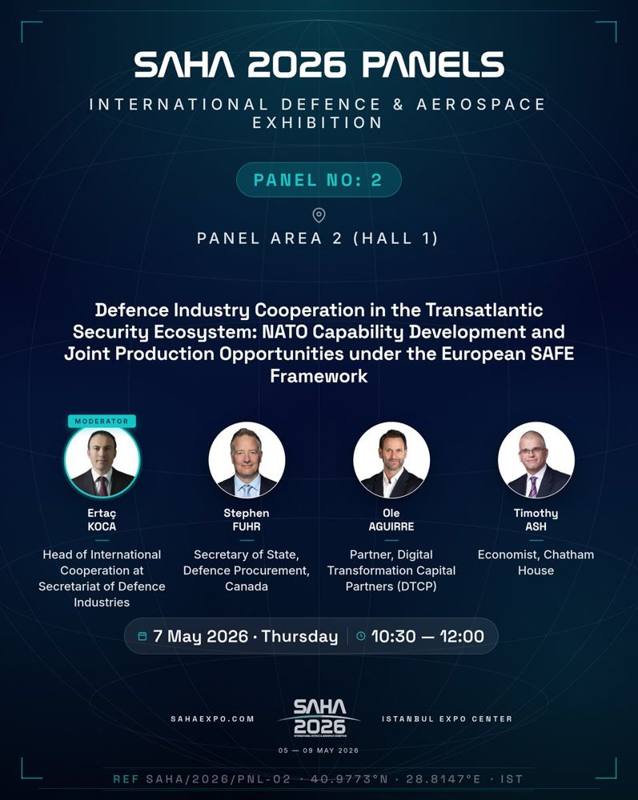 SAHA 2026 PANELS
INTERNATIONAL DEFENCE & AEROSPACE
EXHIBITION
PANEL NO: 2
PANEL AREA 2 (HALL 1)
Defence Industry Cooperation in the Transatlantic
Security Ecosystem: NATO Capability Development and
Joint Production Opportunities under the European SAFE
Framework
MODERATOR
Ertaç
KOCA
Head of International
Cooperation at
Secretariat of Defence
Industries
Stephen
FUHR
Secretary of State,
Defence Procurement,
Canada
Ole
AGUIRRE
Partner, Digital
Transformation Capital
Partners (DTCP)
Timothy
ASH
Economist, Chatham
House
7 May 2026 · Thursday 10:30 — 12:00
SAHAEXPO.COM
SAHA
2026
INTERNATIONAL DEFENCE & AEROSPACE EXHIBITION
ISTANBUL EXPO CENTER
05 — 09 MAY 2026
REF SAHA/2026/PNL-02 · 40.9773°N · 28.8147°E · IST